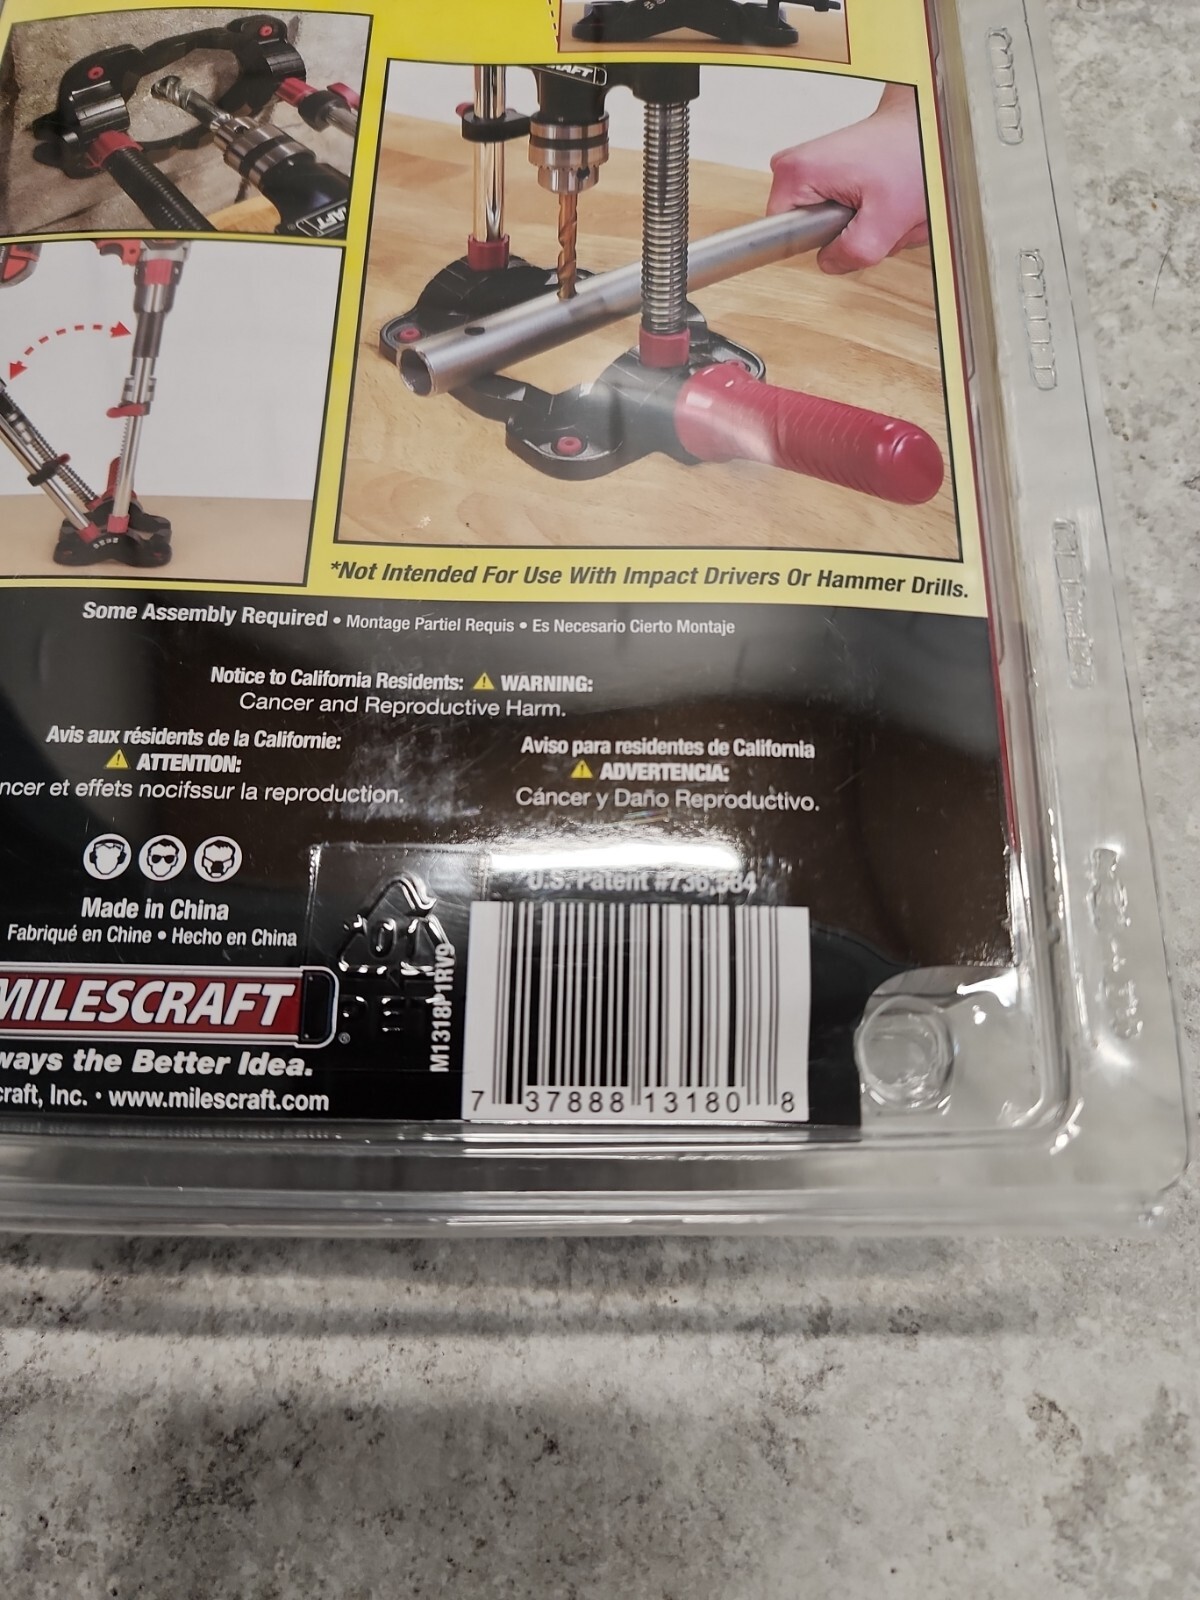 *Not Intended For Use With Impact Drivers Or Hammer Drills.
Some Assembly Required • Montage Partiel Requis • Es Necesario Cierto Montaje
Notice to California Residents: ⚠ WARNING:
Cancer and Reproductive Harm.
Avis aux résidents de la Californie:
⚠ ATTENTION:
ncer et effets nocifssur la reproduction.
Aviso para residentes de California
⚠ ADVERTENCIA:
Cáncer y Daño Reproductivo.
U.S. Patent #736,584
Made in China
Fabriqué en Chine • Hecho en China
MILESCRAFT®
ways the Better Idea.
craft, Inc. · www.milescraft.com
M1318P1RV9
7 37888 13180 8